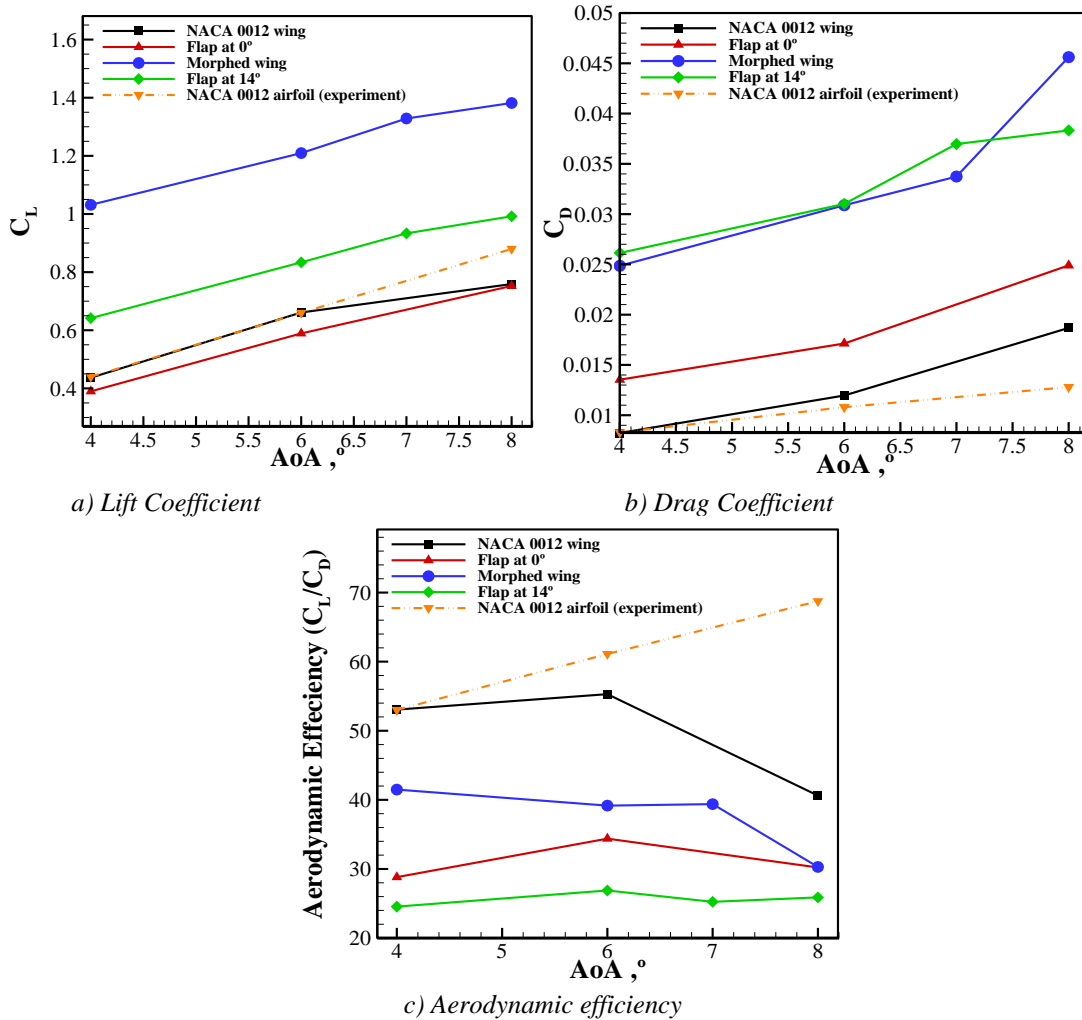 NACA 0012 wing
Flap at 0º
Morphed wing
Flap at 14º
NACA 0012 airfoil (experiment)
C_L
1.6
1.4
1.2
1
0.8
0.6
0.4
4 4.5 5 5.5 6 6.5 7 7.5 8
AoA ,º
a) Lift Coefficient
NACA 0012 wing
Flap at 0º
Morphed wing
Flap at 14º
NACA 0012 airfoil (experiment)
C_D
0.05
0.045
0.04
0.035
0.03
0.025
0.02
0.015
0.01
4 4.5 5 5.5 6 6.5 7 7.5 8
AoA ,º
b) Drag Coefficient
NACA 0012 wing
Flap at 0º
Morphed wing
Flap at 14º
NACA 0012 airfoil (experiment)
Aerodynamic Effeciency (C_L/C_D)
70
60
50
40
30
20
4 5 6 7 8
AoA ,º
c) Aerodynamic efficiency